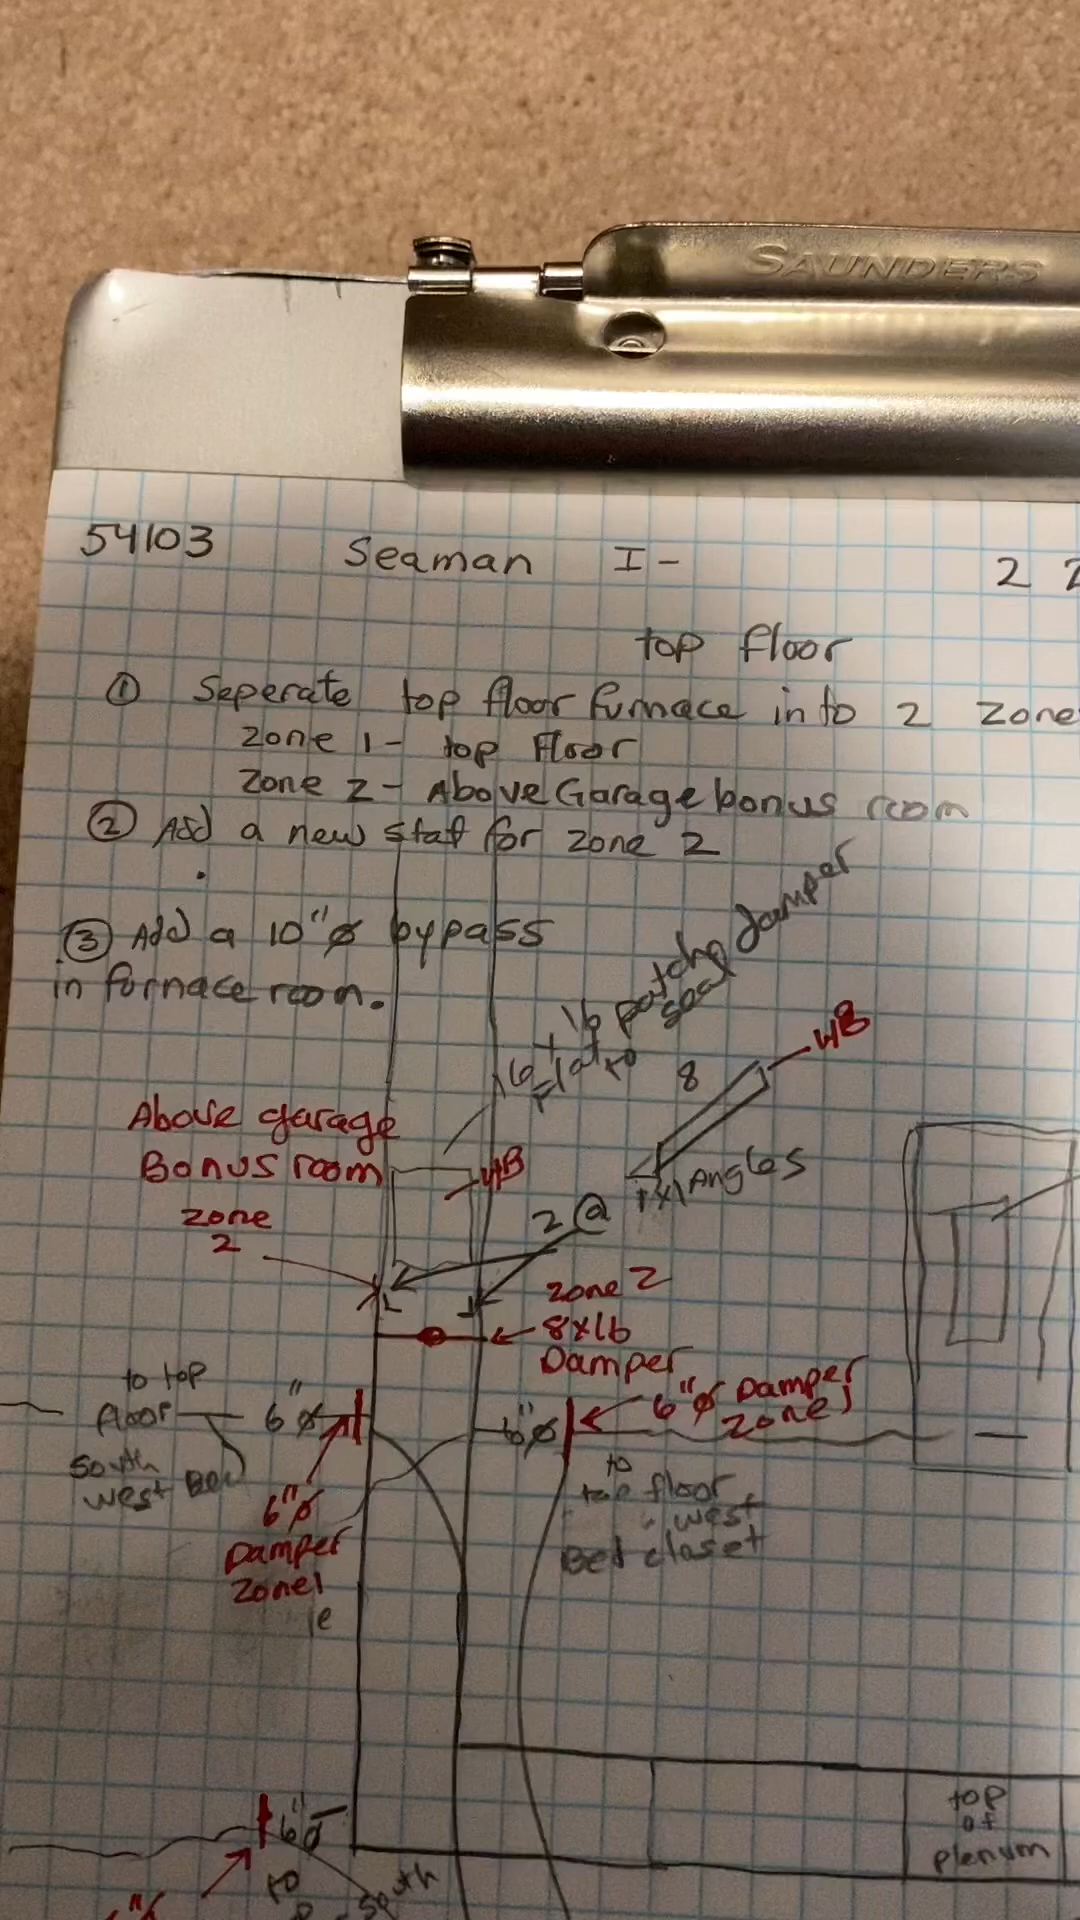 SAUNDERS
54103 Seaman I- 2
top floor
① Seperate top floor furnace into 2 zone
zone 1- top Floor
zone 2- Above Garage bonus room
② Add a new stat for zone 2
③ Add a 10"ø bypass
in furnace room.
16 x 16 patch
Flat to seal damper
8
WB
1x1 Angles
Above garage
Bonus room
zone
2
WB
2 @
zone 2
8x16
Damper
to top
floor
South
west Bed
6"ø
6"ø
6"ø Damper
zone 1
6"ø
Damper
zone 1
to
top floor
west
Bed closet
top
of
plenum
6"ø
to
South